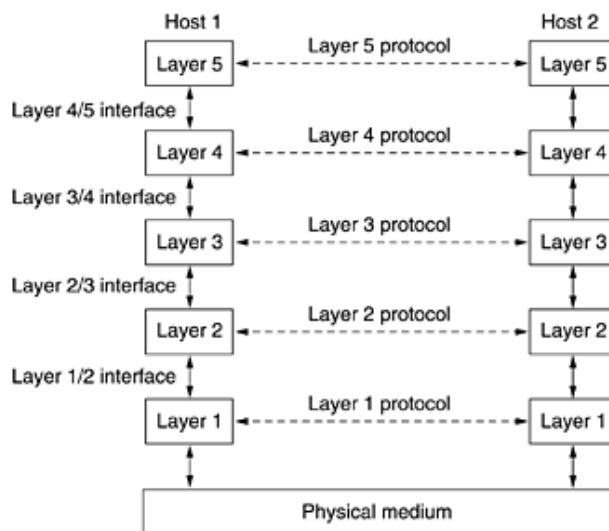 Host 1
Host 2
Layer 5 protocol
Layer 5
Layer 5
Layer 4/5 interface
Layer 4 protocol
Layer 4
Layer 4
Layer 3/4 interface
Layer 3 protocol
Layer 3
Layer 3
Layer 2/3 interface
Layer 2 protocol
Layer 2
Layer 2
Layer 1/2 interface
Layer 1 protocol
Layer 1
Layer 1
Physical medium